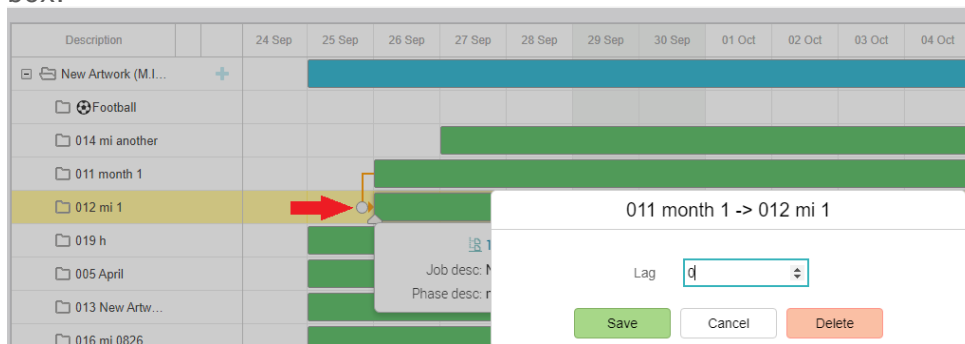 box.
Description 24 Sep 25 Sep 26 Sep 27 Sep 28 Sep 29 Sep 30 Sep 01 Oct 02 Oct 03 Oct 04 Oct
New Artwork (M.I...
Football
014 mi another
011 month 1
012 mi 1
011 month 1 -> 012 mi 1
019 h
Job desc:
005 April
Lag 0
Phase desc:
013 New Artw...
Save Cancel Delete
016 mi 0826